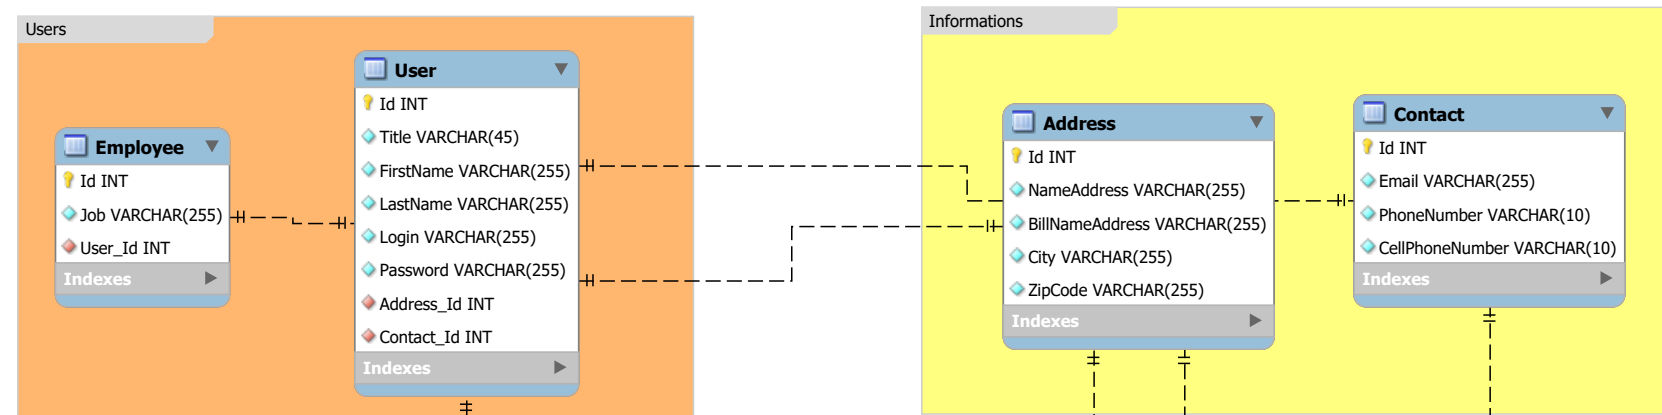 Users
Employee
Id INT
Job VARCHAR(255)
User_Id INT
Indexes
User
Id INT
Title VARCHAR(45)
FirstName VARCHAR(255)
LastName VARCHAR(255)
Login VARCHAR(255)
Password VARCHAR(255)
Address_Id INT
Contact_Id INT
Indexes
Informations
Address
Id INT
NameAddress VARCHAR(255)
BillNameAddress VARCHAR(255)
City VARCHAR(255)
ZipCode VARCHAR(255)
Indexes
Contact
Id INT
Email VARCHAR(255)
PhoneNumber VARCHAR(10)
CellPhoneNumber VARCHAR(10)
Indexes